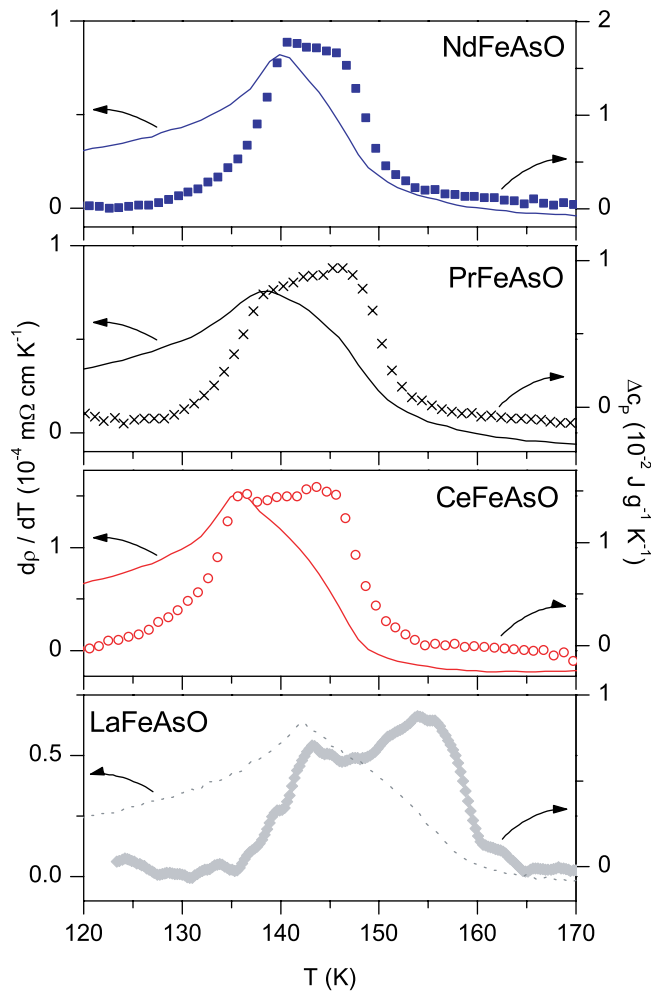 1
2
NdFeAsO
1
0
0
1
1
PrFeAsO
0
0
dρ / dT (10⁻⁴ mΩ cm K⁻¹)
Δcₚ (10⁻² J g⁻¹ K⁻¹)
CeFeAsO
1
1
0
0
1
LaFeAsO
0.5
0.0
0
120 130 140 150 160 170
T (K)